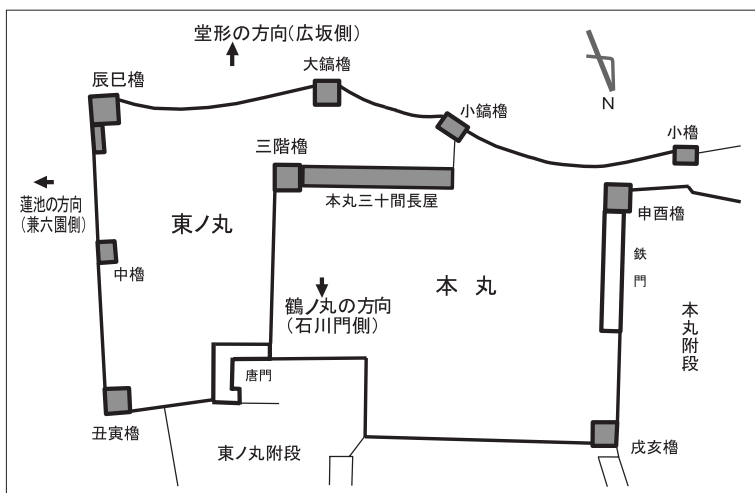 堂形の方向(広坂側)
辰巳櫓
大鎬櫓
小鎬櫓
小櫓
N
三階櫓
本丸三十間長屋
蓮池の方向
(兼六園側)
東ノ丸
申酉櫓
中櫓
鉄門
本丸
鶴ノ丸の方向
(石川門側)
本丸附段
唐門
丑寅櫓
東ノ丸附段
戌亥櫓